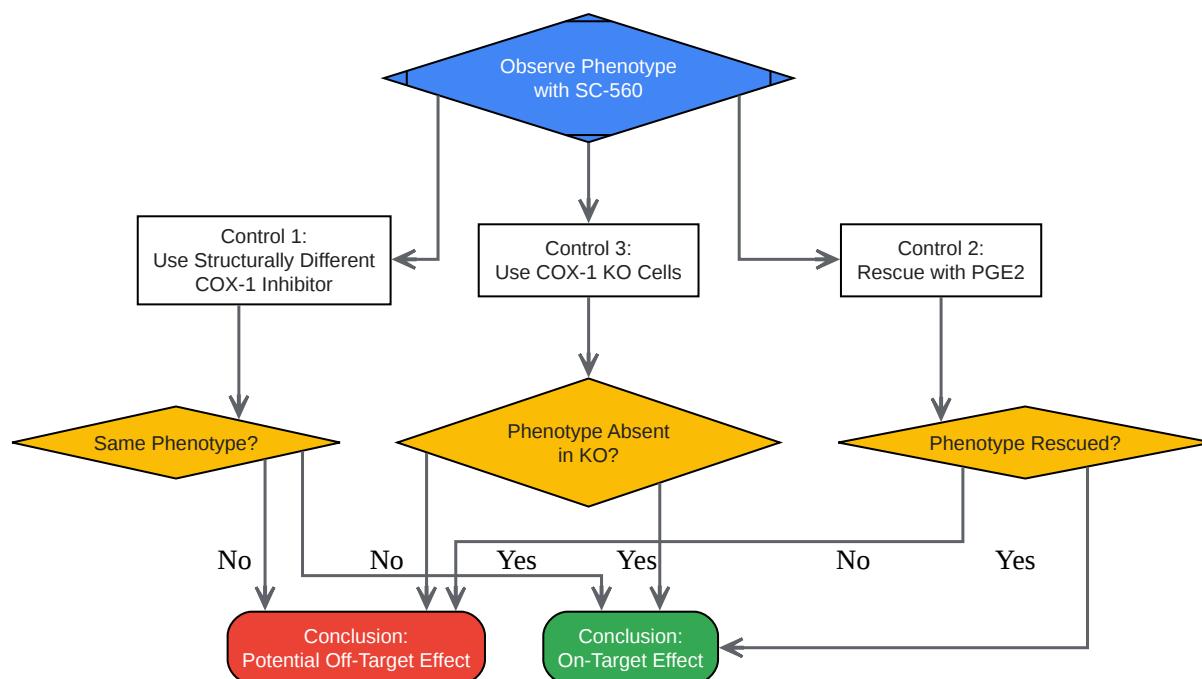 Observe Phenotype
with SC-560
Control 1:
Use Structurally Different
COX-1 Inhibitor
Control 3:
Use COX-1 KO Cells
Control 2:
Rescue with PGE2
Same Phenotype?
Phenotype Absent
in KO?
Phenotype Rescued?
No
No
Yes
Yes
No
Yes
Conclusion:
Potential Off-Target Effect
Conclusion:
On-Target Effect